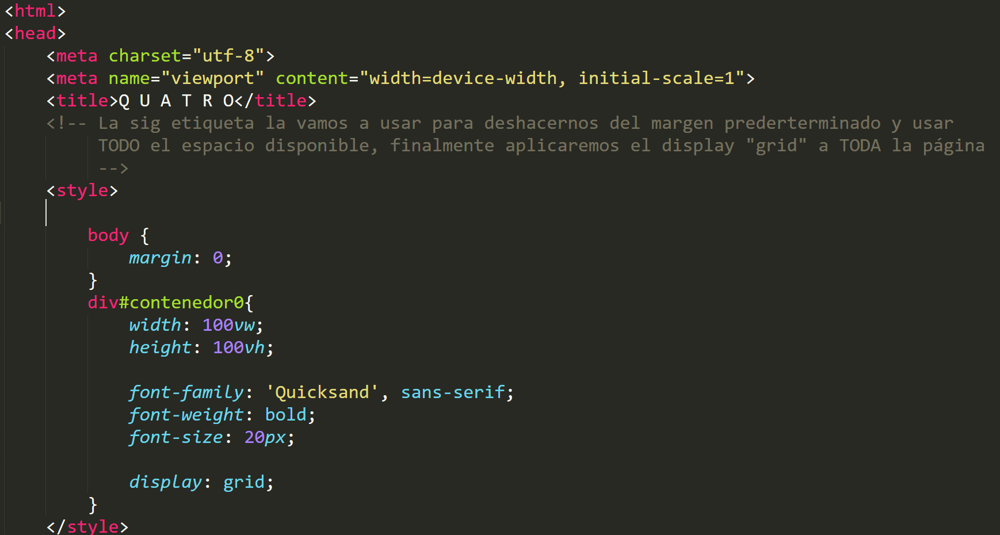 <html>
<head>
<meta charset="utf-8">
<meta name="viewport" content="width=device-width, initial-scale=1">
<title>Q U A T R O</title>
<!-- La sig etiqueta la vamos a usar para deshacernos del margen prederterminado y usar
TODO el espacio disponible, finalmente aplicaremos el display "grid" a TODA la página
-->
<style>
body {
margin: 0;
}
div#contenedor0{
width: 100vw;
height: 100vh;
font-family: 'Quicksand', sans-serif;
font-weight: bold;
font-size: 20px;
display: grid;
}
</style>